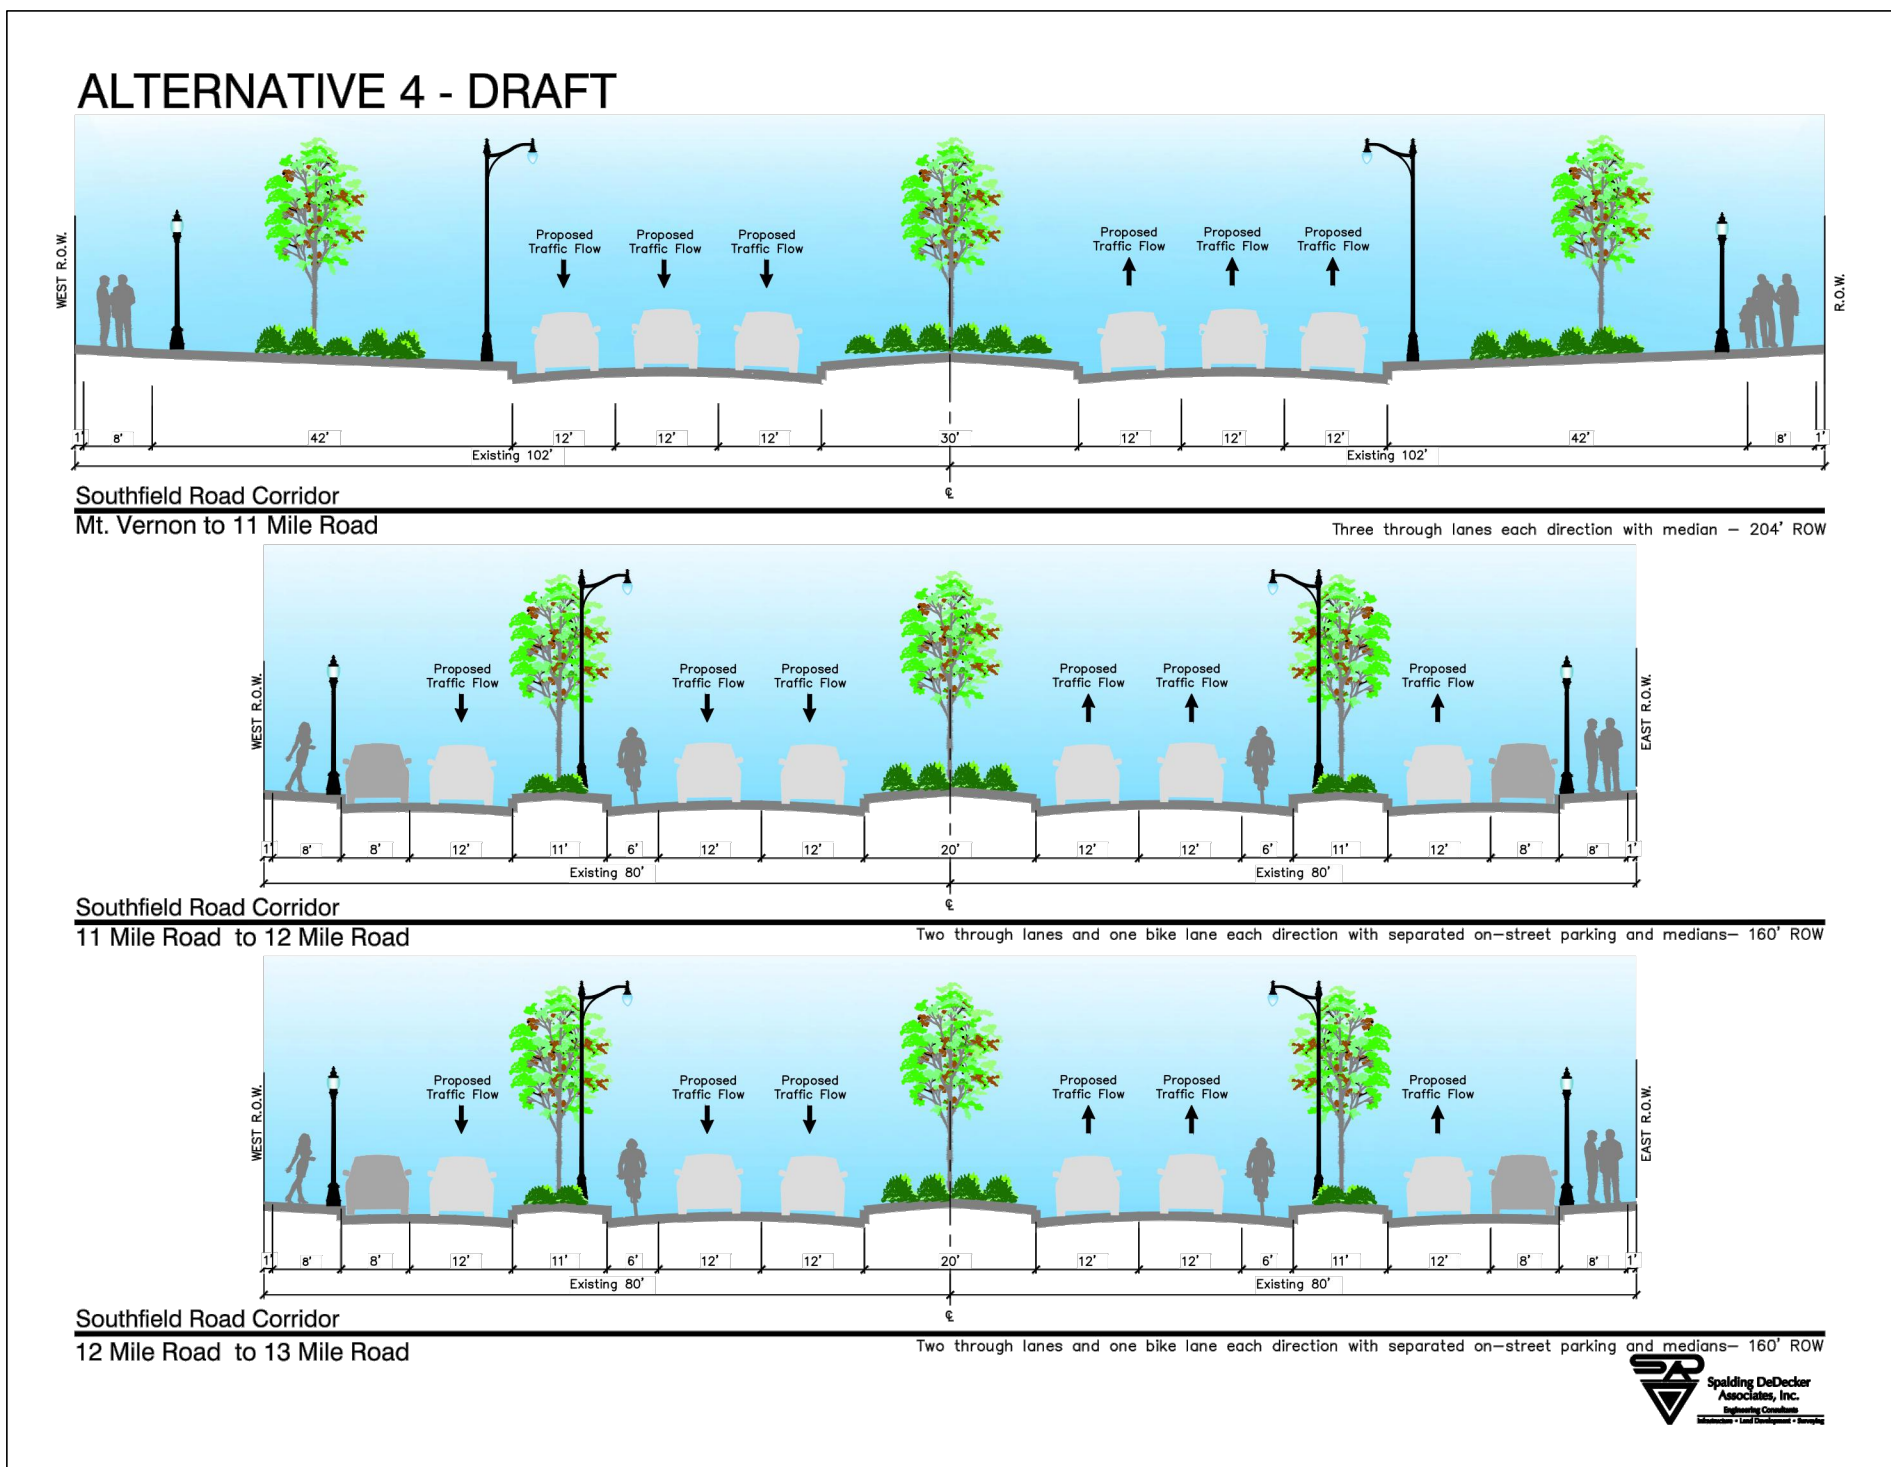 ALTERNATIVE 4 - DRAFT
Proposed Traffic Flow
Proposed Traffic Flow
Proposed Traffic Flow
Proposed Traffic Flow
Proposed Traffic Flow
Proposed Traffic Flow
WEST R.O.W.
R.O.W.
1' 8' 42' 12' 12' 12' 30' 12' 12' 12' 42' 8' 1'
Existing 102' Existing 102'
℄
Southfield Road Corridor
Mt. Vernon to 11 Mile Road
Three through lanes each direction with median - 204' ROW
Proposed Traffic Flow
Proposed Traffic Flow
Proposed Traffic Flow
Proposed Traffic Flow
Proposed Traffic Flow
Proposed Traffic Flow
WEST R.O.W.
EAST R.O.W.
1' 8' 8' 12' 11' 6' 12' 12' 20' 12' 12' 6' 11' 12' 8' 8' 1'
Existing 80' Existing 80'
℄
Southfield Road Corridor
11 Mile Road to 12 Mile Road
Two through lanes and one bike lane each direction with separated on-street parking and medians- 160' ROW
Proposed Traffic Flow
Proposed Traffic Flow
Proposed Traffic Flow
Proposed Traffic Flow
Proposed Traffic Flow
Proposed Traffic Flow
WEST R.O.W.
EAST R.O.W.
1' 8' 8' 12' 11' 6' 12' 12' 20' 12' 12' 6' 11' 12' 8' 8' 1'
Existing 80' Existing 80'
℄
Southfield Road Corridor
12 Mile Road to 13 Mile Road
Two through lanes and one bike lane each direction with separated on-street parking and medians- 160' ROW
Spalding DeDecker
Associates, Inc.
Engineering Consultants
Infrastructure • Land Development • Surveying